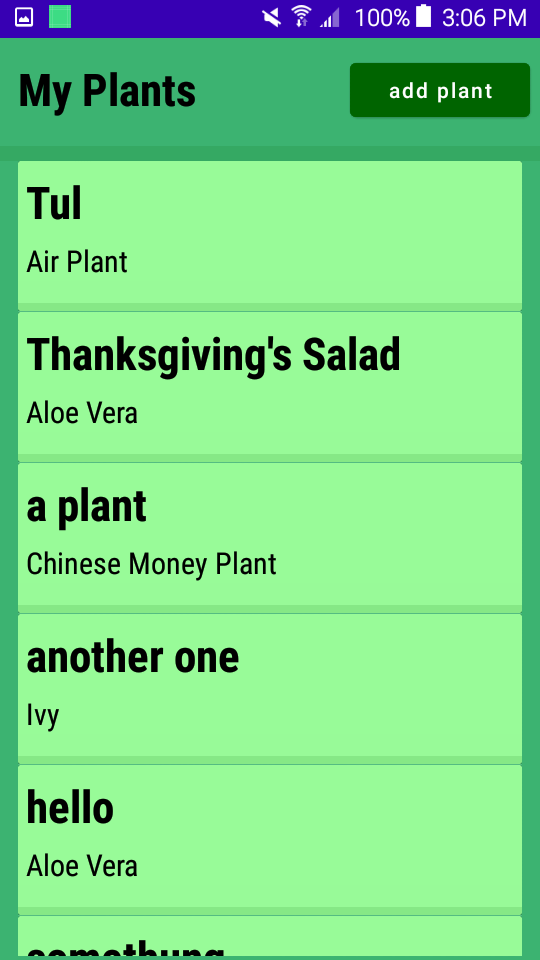 100% 3:06 PM
My Plants
add plant
Tul
Air Plant
Thanksgiving's Salad
Aloe Vera
a plant
Chinese Money Plant
another one
Ivy
hello
Aloe Vera
somethung